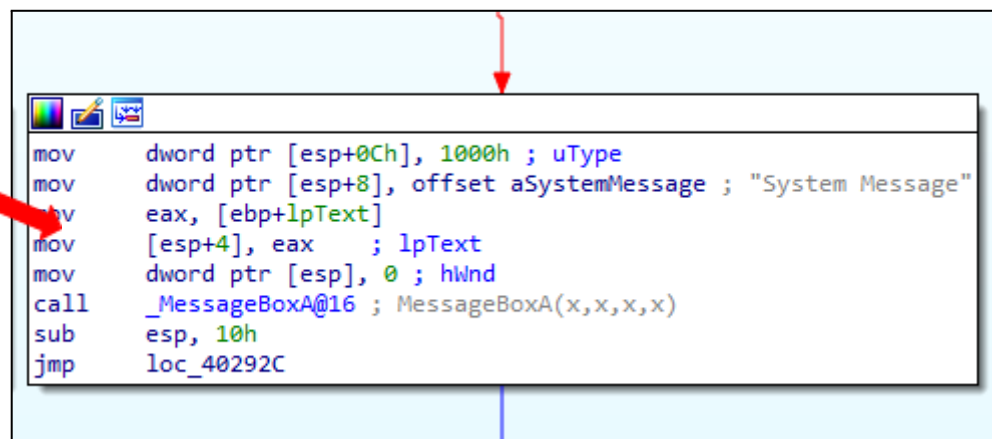 mov dword ptr [esp+0Ch], 1000h ; uType
mov dword ptr [esp+8], offset aSystemMessage ; "System Message"
mov eax, [ebp+lpText]
mov [esp+4], eax ; lpText
mov dword ptr [esp], 0 ; hWnd
call _MessageBoxA@16 ; MessageBoxA(x,x,x,x)
sub esp, 10h
jmp loc_40292C